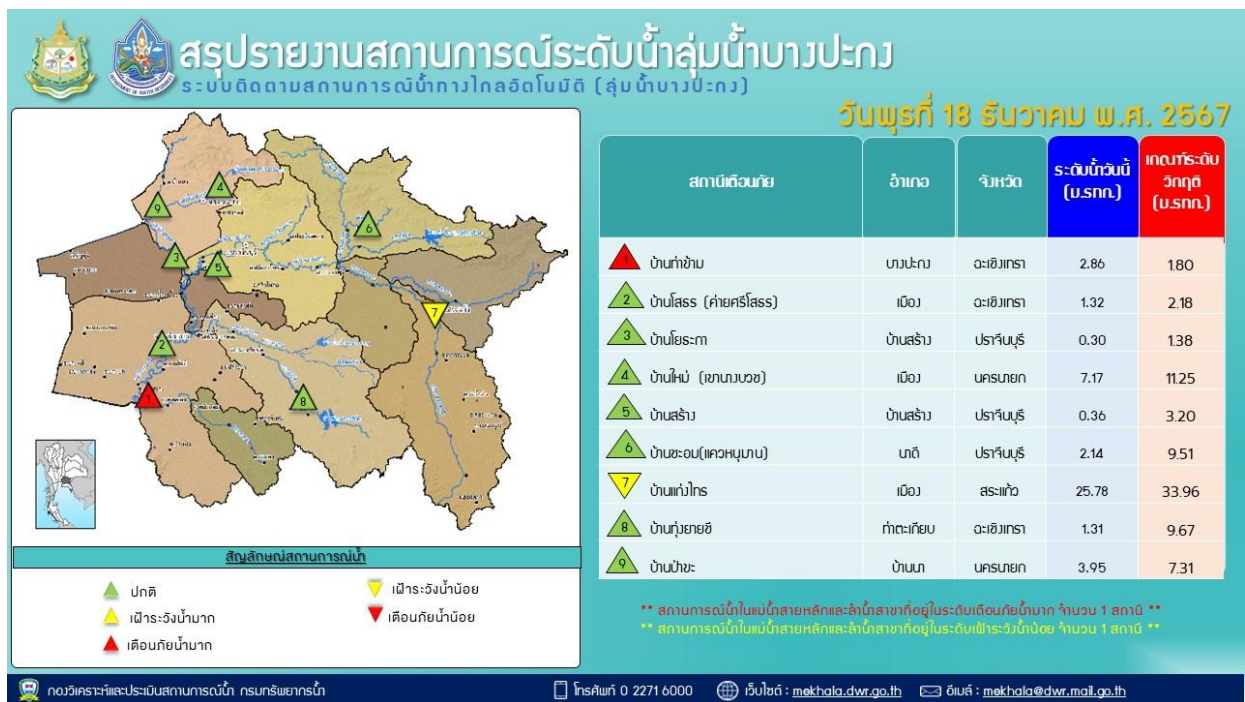 สรุปรายงานสถานการณ์ระดับน้ำลุ่มน้ำบางปะกง
ระบบติดตามสถานการณ์น้ำทางไกลอัตโนมัติ (ลุ่มน้ำบางปะกง)
วันพุธที่ 18 ธันวาคม พ.ศ. 2567
สถานีเตือนภัย อำเภอ จังหวัด ระดับน้ำวันนี้ (ม.รทก.) เกณฑ์ระดับวิกฤติ (ม.รทก.)
1 บ้านท่าข้าม บางปะกง ฉะเชิงเทรา 2.86 1.80
2 บ้านโสธร (ค่ายศรีโสธร) เมือง ฉะเชิงเทรา 1.32 2.18
3 บ้านโยธะกา บ้านสร้าง ปราจีนบุรี 0.30 1.38
4 บ้านใหม่ (เขานางบวช) เมือง นครนายก 7.17 11.25
5 บ้านสร้าง บ้านสร้าง ปราจีนบุรี 0.36 3.20
6 บ้านซะอม(แควหนุมาน) นาดี ปราจีนบุรี 2.14 9.51
7 บ้านแก่งไทร เมือง สระแก้ว 25.78 33.96
8 บ้านทุ่งยายชี ท่าตะเกียบ ฉะเชิงเทรา 1.31 9.67
9 บ้านป่าขะ บ้านนา นครนายก 3.95 7.31
สัญลักษณ์สถานการณ์น้ำ
ปกติ
เฝ้าระวังน้ำมาก
เตือนภัยน้ำมาก
เฝ้าระวังน้ำน้อย
เตือนภัยน้ำน้อย
** สถานการณ์น้ำในแม่น้ำสายหลักและลำน้ำสาขาที่อยู่ในระดับเตือนภัยน้ำมาก จำนวน 1 สถานี **
** สถานการณ์น้ำในแม่น้ำสายหลักและลำน้ำสาขาที่อยู่ในระดับเฝ้าระวังน้ำน้อย จำนวน 1 สถานี **
กองวิเคราะห์และประเมินสถานการณ์น้ำ กรมทรัพยากรน้ำ โทรศัพท์ 0 2271 6000 เว็บไซต์ : mekhala.dwr.go.th อีเมล์ : mekhala@dwr.mail.go.th